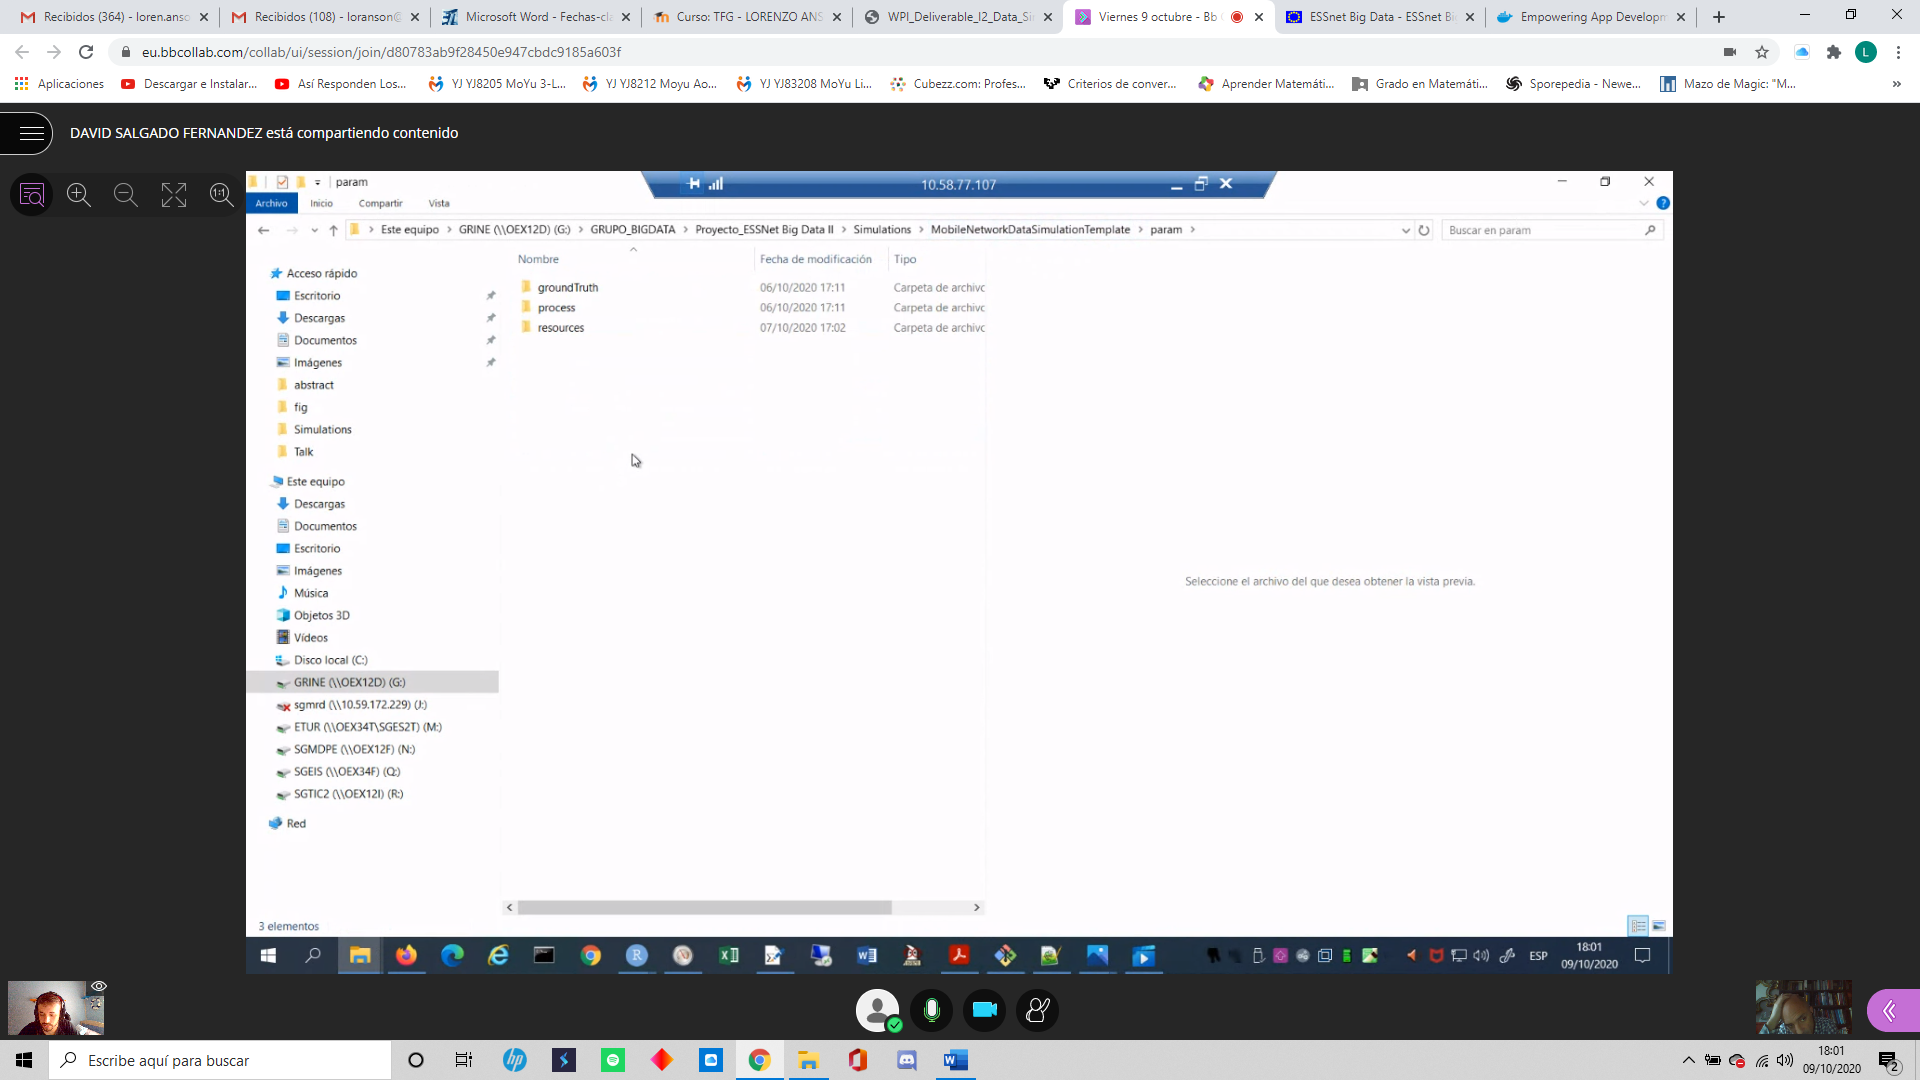 Recibidos (364) - loren.anso
Recibidos (108) - loranson@
Microsoft Word - Fechas-cla
Curso: TFG - LORENZO ANS
WPI_Deliverable_I2_Data_Si
Viernes 9 octubre - Bb
ESSnet Big Data - ESSnet Bi
Empowering App Developm
eu.bbcollab.com/collab/ui/session/join/d80783ab9f28450e947cbdc9185a603f
L
Aplicaciones
Descargar e Instalar...
Así Responden Los...
YJ YJ8205 MoYu 3-L...
YJ YJ8212 Moyu Ao...
YJ YJ83208 MoYu Li...
Cubezz.com: Profes...
Criterios de conver...
Aprender Matemáti...
Grado en Matemáti...
Sporepedia - Newe...
Mazo de Magic: "M...
»
DAVID SALGADO FERNANDEZ está compartiendo contenido
param
10.58.77.107
Archivo
Inicio
Compartir
Vista
Este equipo > GRINE (\\OEX12D) (G:) > GRUPO_BIGDATA > Proyecto_ESSNet Big Data II > Simulations > MobileNetworkDataSimulationTemplate > param >
Buscar en param
Nombre
Fecha de modificación
Tipo
groundTruth 06/10/2020 17:11 Carpeta de archivc
process 06/10/2020 17:11 Carpeta de archivc
resources 07/10/2020 17:02 Carpeta de archivc
Acceso rápido
Escritorio
Descargas
Documentos
Imágenes
abstract
fig
Simulations
Talk
Este equipo
Descargas
Documentos
Escritorio
Imágenes
Música
Objetos 3D
Vídeos
Disco local (C:)
GRINE (\\OEX12D) (G:)
sgmrd (\\10.59.172.229) (J:)
ETUR (\\OEX34T\SGES2T) (M:)
SGMDPE (\\OEX12F) (N:)
SGEIS (\\OEX34F) (Q:)
SGTIC2 (\\OEX12I) (R:)
Red
Seleccione el archivo del que desea obtener la vista previa.
3 elementos
ESP
18:01
09/10/2020
Escribe aquí para buscar
18:01
09/10/2020
2